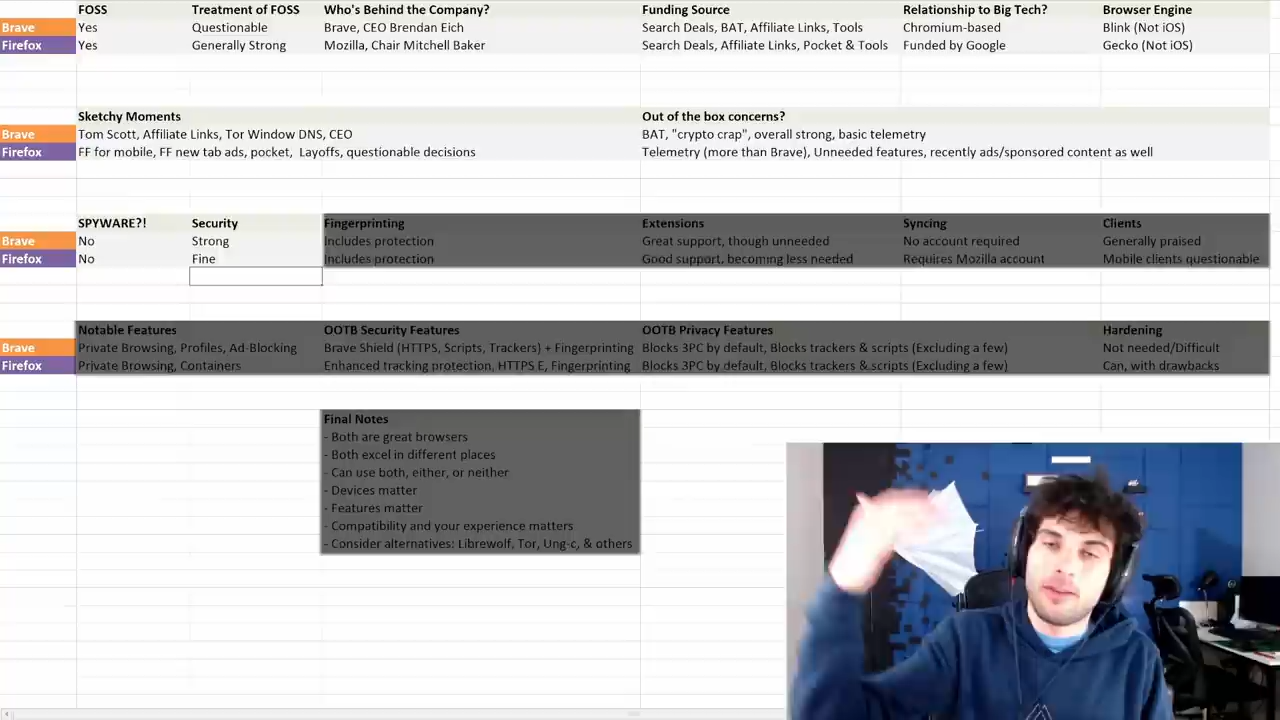 FOSS Treatment of FOSS Who's Behind the Company? Funding Source Relationship to Big Tech? Browser Engine
Brave Yes Questionable Brave, CEO Brendan Eich Search Deals, BAT, Affiliate Links, Tools Chromium-based Blink (Not iOS)
Firefox Yes Generally Strong Mozilla, Chair Mitchell Baker Search Deals, Affiliate Links, Pocket & Tools Funded by Google Gecko (Not iOS)
Sketchy Moments Out of the box concerns?
Brave Tom Scott, Affiliate Links, Tor Window DNS, CEO BAT, "crypto crap", overall strong, basic telemetry
Firefox FF for mobile, FF new tab ads, pocket, Layoffs, questionable decisions Telemetry (more than Brave), Unneeded features, recently ads/sponsored content as well
SPYWARE?! Security Fingerprinting Extensions Syncing Clients
Brave No Strong Includes protection Great support, though unneeded No account required Generally praised
Firefox No Fine Includes protection Good support, becoming less needed Requires Mozilla account Mobile clients questionable
Notable Features OOTB Security Features OOTB Privacy Features Hardening
Brave Private Browsing, Profiles, Ad-Blocking Brave Shield (HTTPS, Scripts, Trackers) + Fingerprinting Blocks 3PC by default, Blocks trackers & scripts (Excluding a few) Not needed/Difficult
Firefox Private Browsing, Containers Enhanced tracking protection, HTTPS E, Fingerprinting Blocks 3PC by default, Blocks trackers & scripts (Excluding a few) Can, with drawbacks
Final Notes
- Both are great browsers
- Both excel in different places
- Can use both, either, or neither
- Devices matter
- Features matter
- Compatibility and your experience matters
- Consider alternatives: Librewolf, Tor, Ung-c, & others